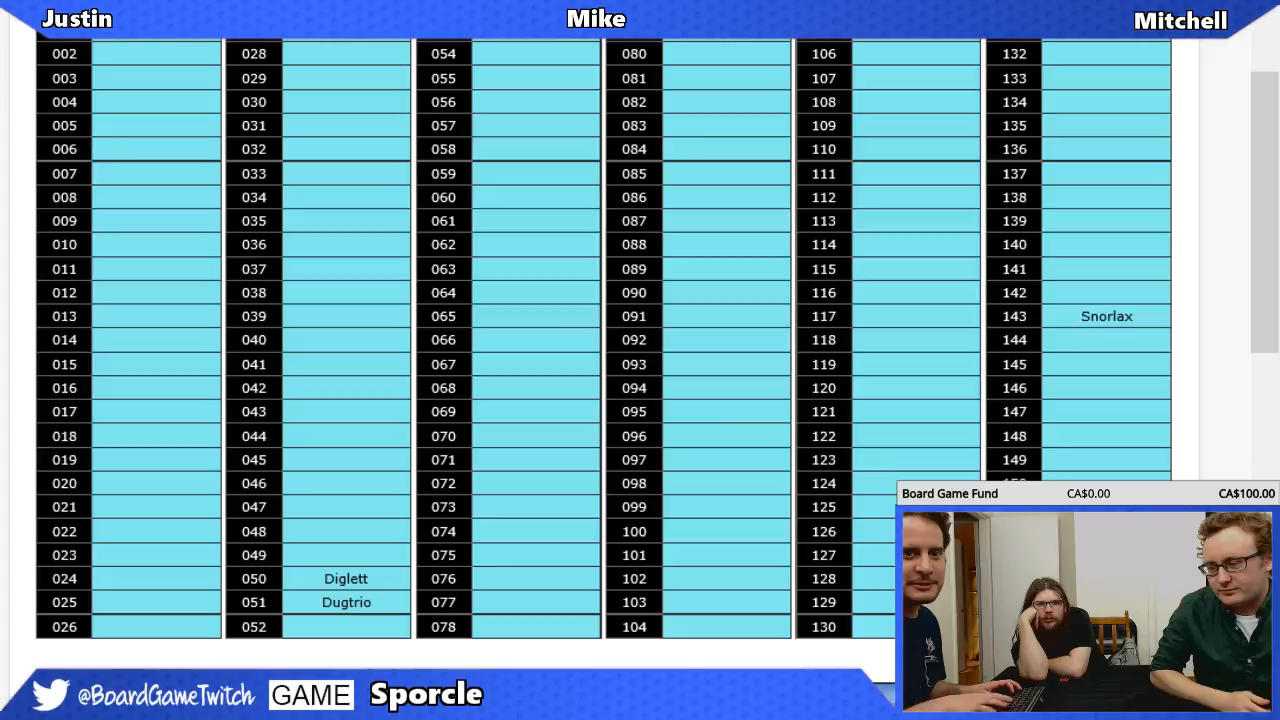 Justin Mike Mitchell
002 028 054 080 106 132
003 029 055 081 107 133
004 030 056 082 108 134
005 031 057 083 109 135
006 032 058 084 110 136
007 033 059 085 111 137
008 034 060 086 112 138
009 035 061 087 113 139
010 036 062 088 114 140
011 037 063 089 115 141
012 038 064 090 116 142
013 039 065 091 117 143 Snorlax
014 040 066 092 118 144
015 041 067 093 119 145
016 042 068 094 120 146
017 043 069 095 121 147
018 044 070 096 122 148
019 045 071 097 123 149
020 046 072 098 124
021 047 073 099 125
022 048 074 100 126
023 049 075 101 127
024 050 Diglett 076 102 128
025 051 Dugtrio 077 103 129
026 052 078 104 130
Board Game Fund CA$0.00 CA$100.00
@BoardGameTwitch GAME Sporcle